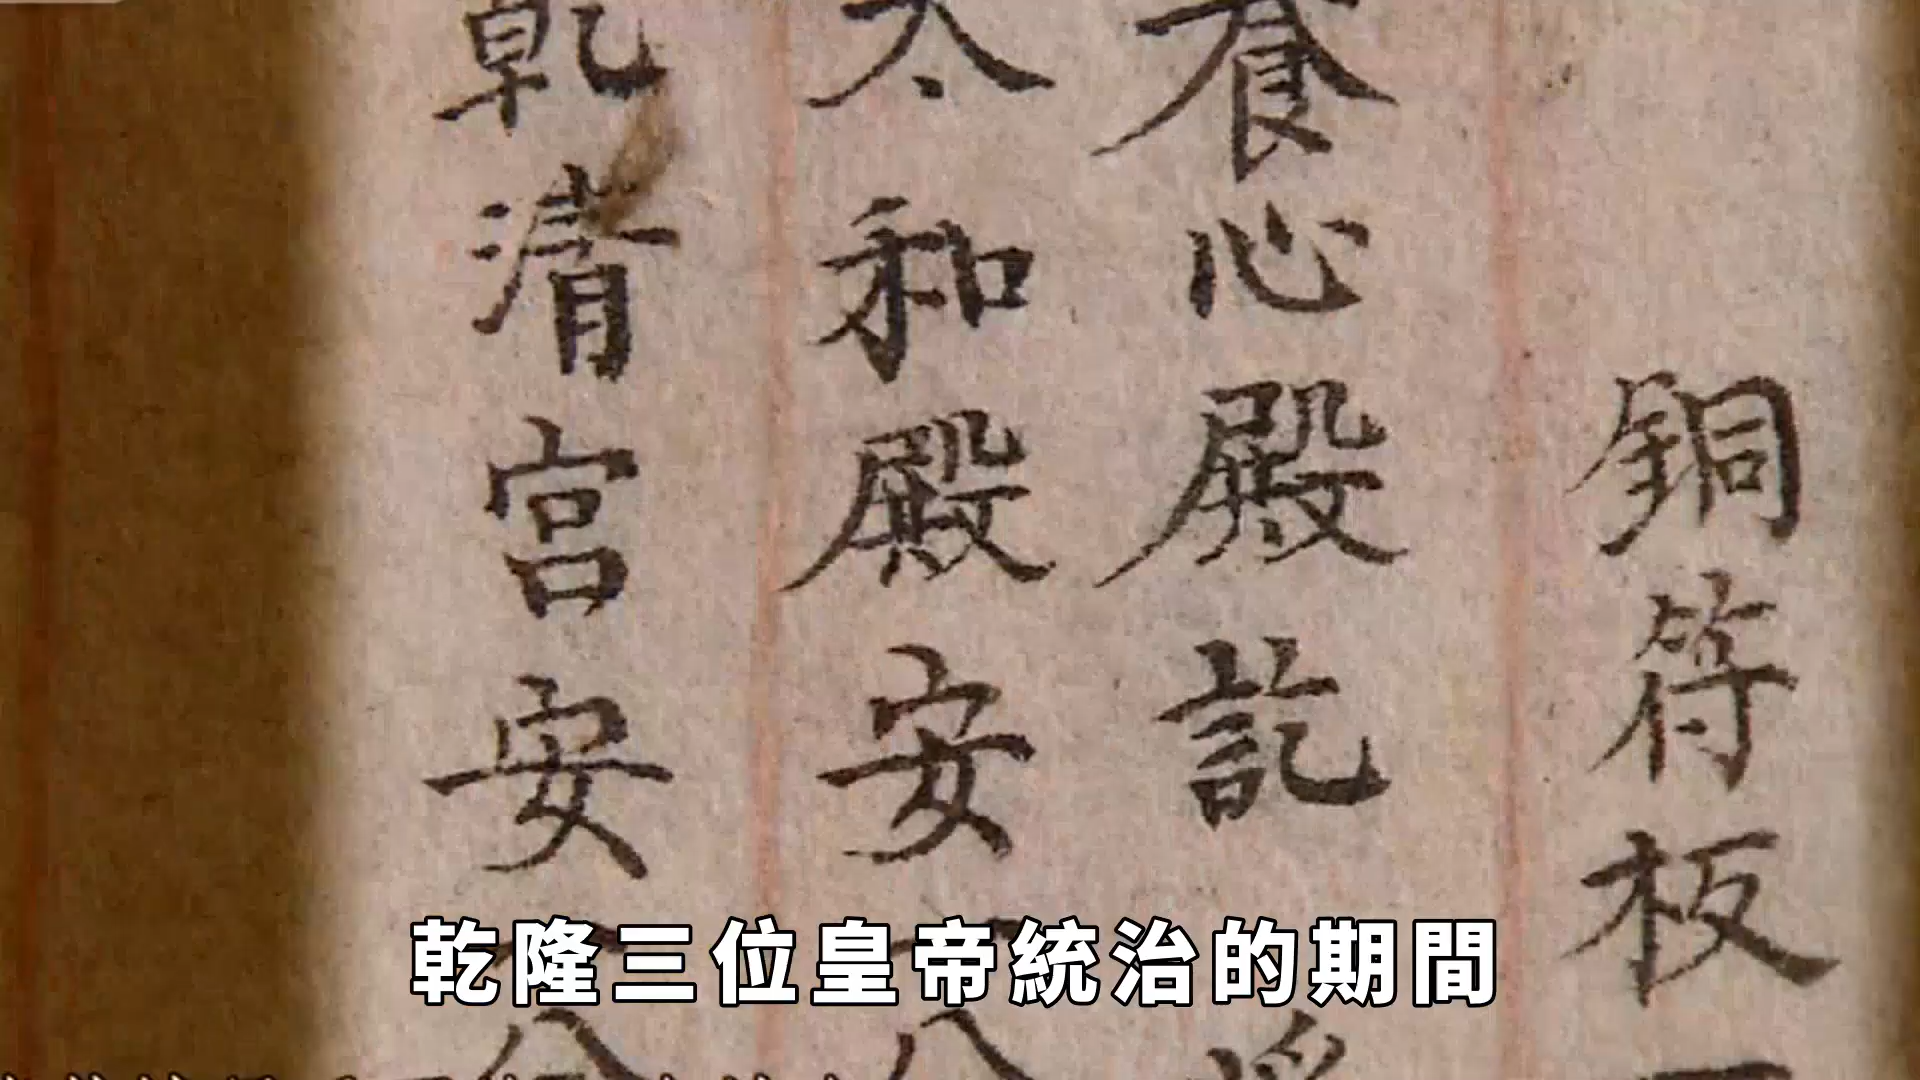 銅符板
養心殿訖
太和殿安
乾清宮安
乾隆三位皇帝統治的期間